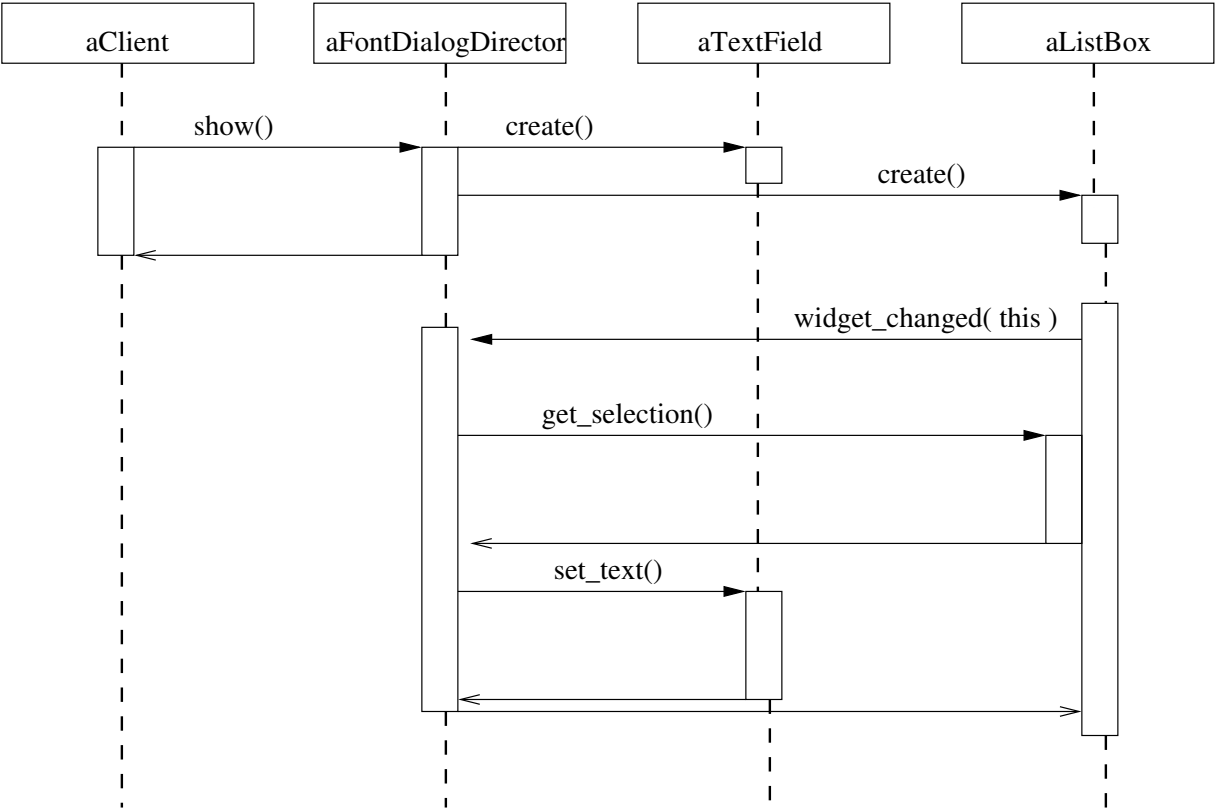 aClient
aFontDialogDirector
aTextField
aListBox
show()
create()
create()
widget_changed( this )
get_selection()
set_text()